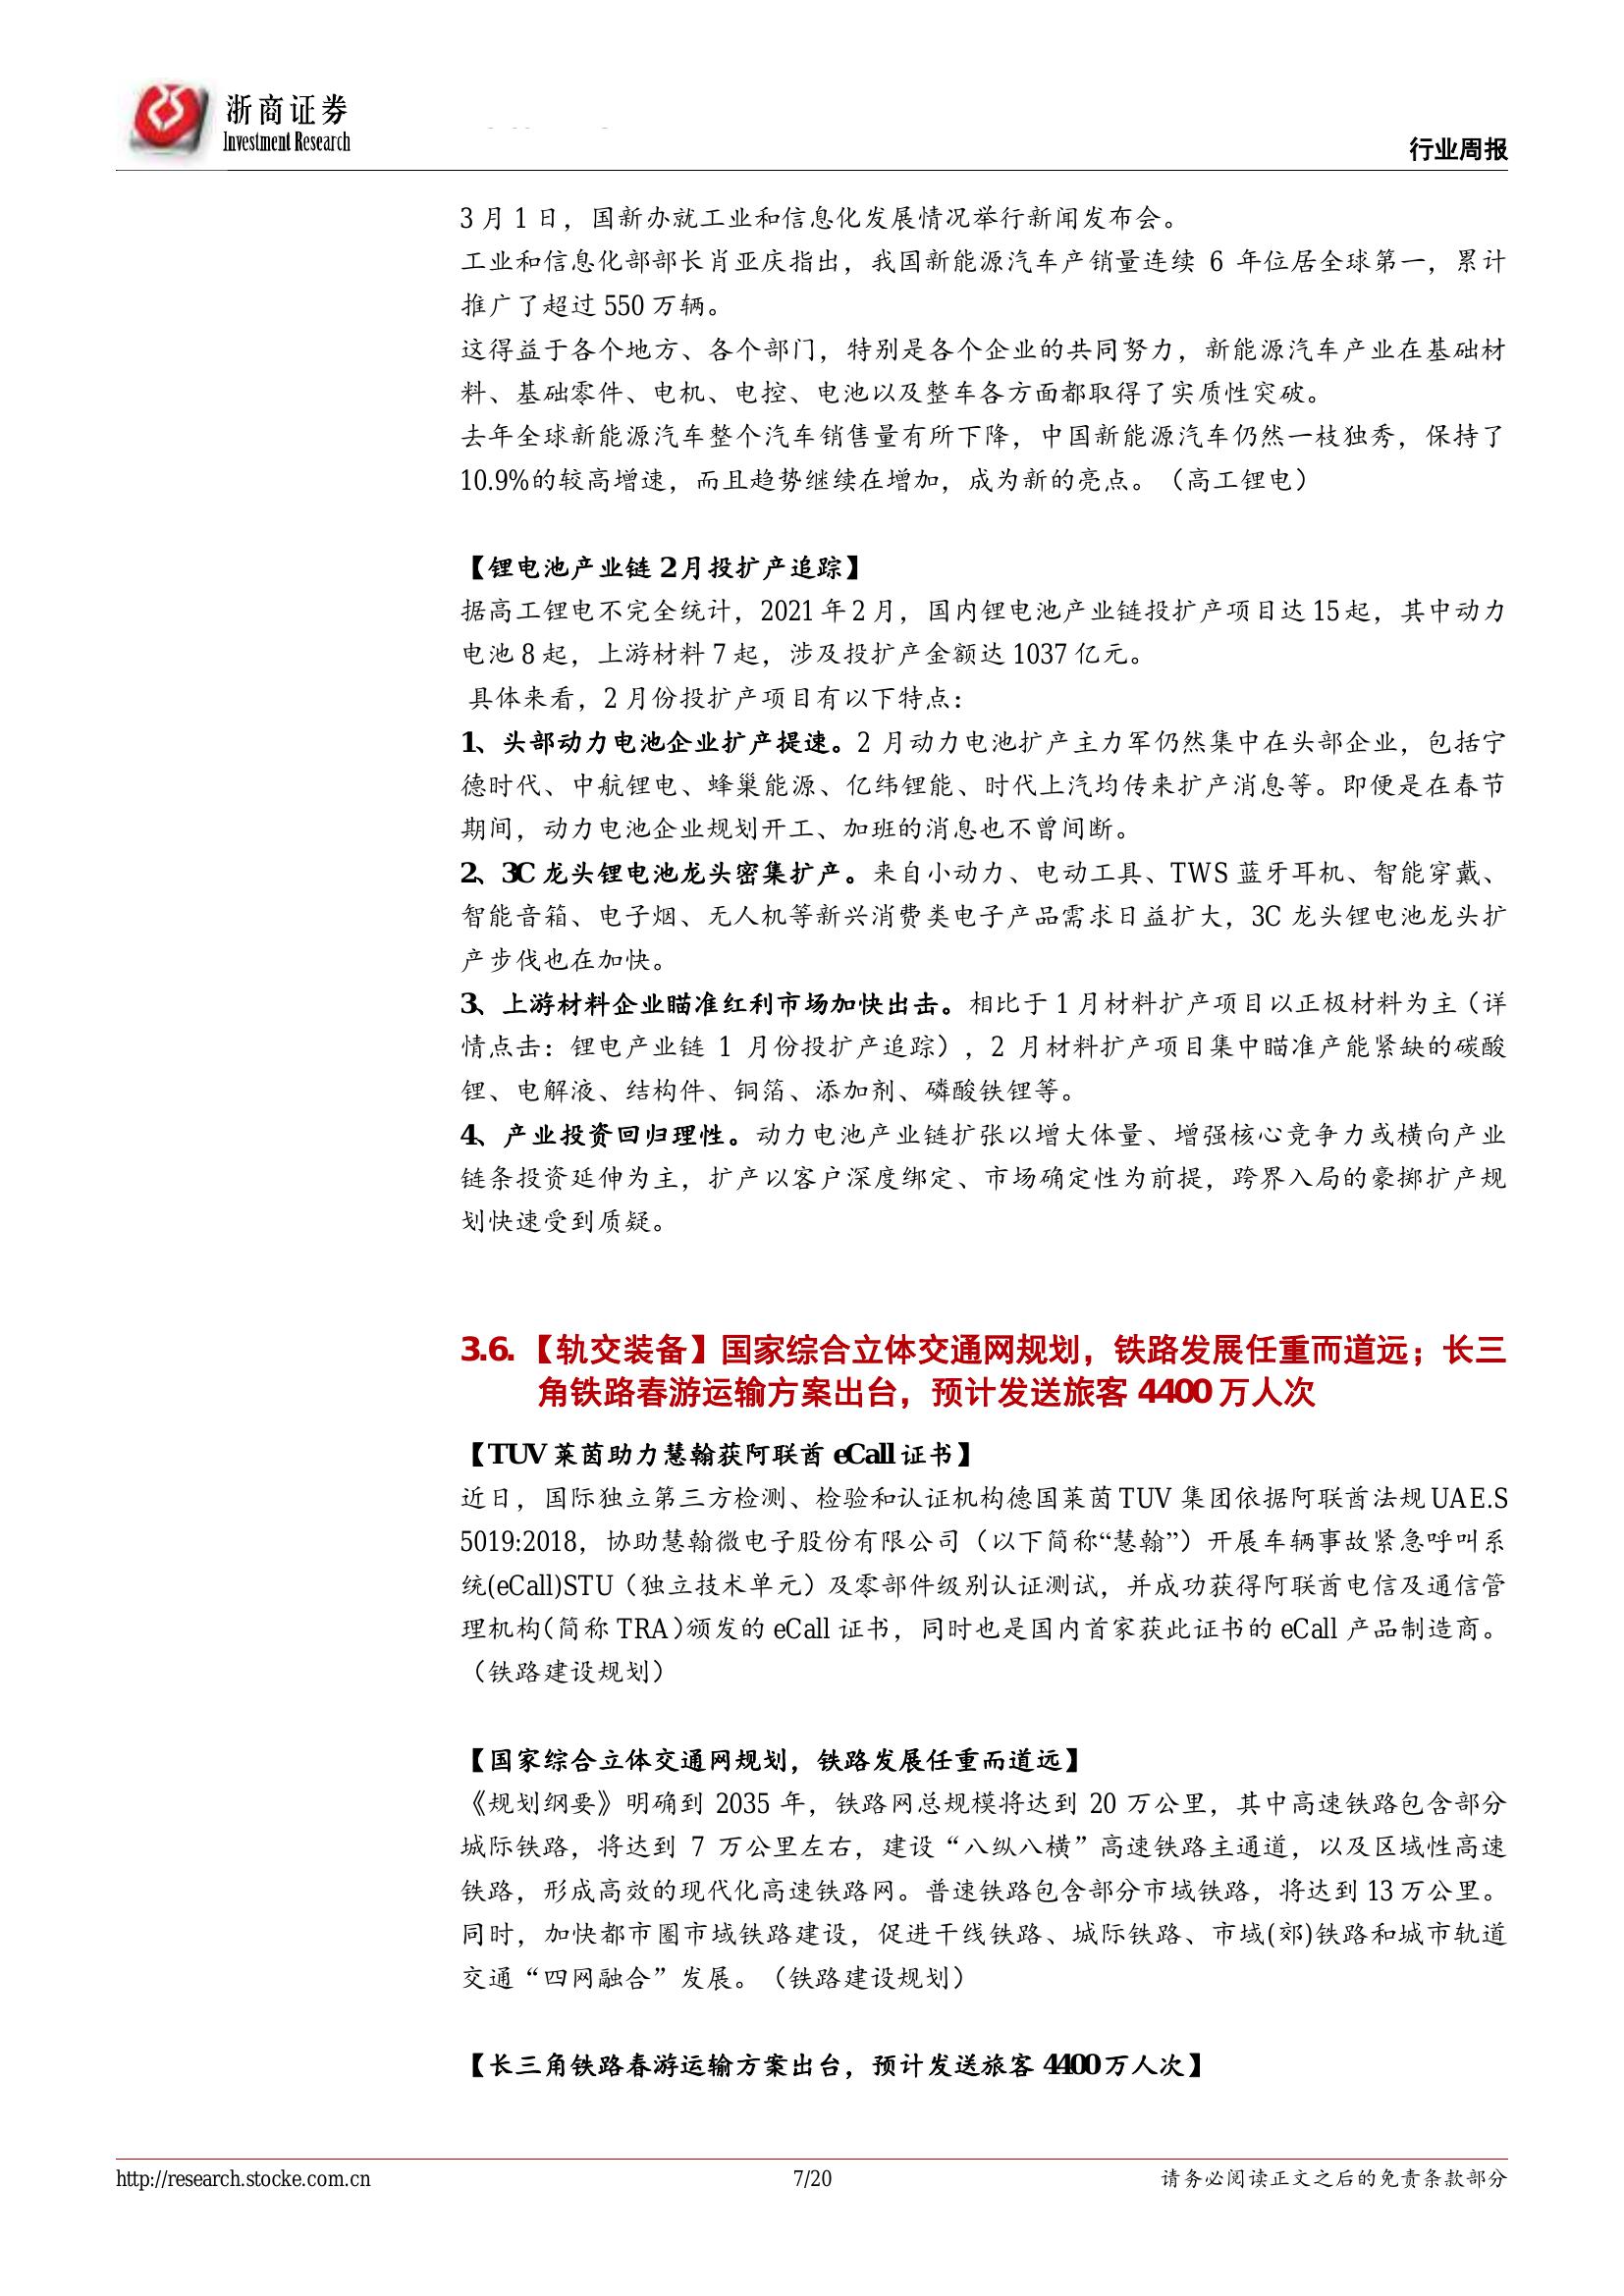 浙商证券
Investment Research
行业周报
3 月 1 日，国新办就工业和信息化发展情况举行新闻发布会。
工业和信息化部部长肖亚庆指出，我国新能源汽车产销量连续 6 年位居全球第一，累计
推广了超过 550 万辆。
这得益于各个地方、各个部门，特别是各个企业的共同努力，新能源汽车产业在基础材
料、基础零件、电机、电控、电池以及整车各方面都取得了实质性突破。
去年全球新能源汽车整个汽车销售量有所下降，中国新能源汽车仍然一枝独秀，保持了
10.9%的较高增速，而且趋势继续在增加，成为新的亮点。（高工锂电）
【锂电池产业链 2 月投扩产追踪】
据高工锂电不完全统计，2021 年 2 月，国内锂电池产业链投扩产项目达 15 起，其中动力
电池 8 起，上游材料 7 起，涉及投扩产金额达 1037 亿元。
具体来看，2 月份投扩产项目有以下特点：
1、头部动力电池企业扩产提速。2 月动力电池扩产主力军仍然集中在头部企业，包括宁
德时代、中航锂电、蜂巢能源、亿纬锂能、时代上汽均传来扩产消息等。即便是在春节
期间，动力电池企业规划开工、加班的消息也不曾间断。
2、3C 龙头锂电池龙头密集扩产。来自小动力、电动工具、TWS 蓝牙耳机、智能穿戴、
智能音箱、电子烟、无人机等新兴消费类电子产品需求日益扩大，3C 龙头锂电池龙头扩
产步伐也在加快。
3、上游材料企业瞄准红利市场加快出击。相比于 1 月材料扩产项目以正极材料为主（详
情点击：锂电产业链 1 月份投扩产追踪），2 月材料扩产项目集中瞄准产能紧缺的碳酸
锂、电解液、结构件、铜箔、添加剂、磷酸铁锂等。
4、产业投资回归理性。动力电池产业链扩张以增大体量、增强核心竞争力或横向产业
链条投资延伸为主，扩产以客户深度绑定、市场确定性为前提，跨界入局的豪掷扩产规
划快速受到质疑。
3.6. 【轨交装备】国家综合立体交通网规划，铁路发展任重而道远；长三
角铁路春游运输方案出台，预计发送旅客 4400 万人次
【TUV 莱茵助力慧翰获阿联酋 eCall 证书】
近日，国际独立第三方检测、检验和认证机构德国莱茵 TUV 集团依据阿联酋法规 UAE.S
5019:2018，协助慧翰微电子股份有限公司（以下简称“慧翰”）开展车辆事故紧急呼叫系
统(eCall)STU（独立技术单元）及零部件级别认证测试，并成功获得阿联酋电信及通信管
理机构(简称 TRA)颁发的 eCall 证书，同时也是国内首家获此证书的 eCall 产品制造商。
（铁路建设规划）
【国家综合立体交通网规划，铁路发展任重而道远】
《规划纲要》明确到 2035 年，铁路网总规模将达到 20 万公里，其中高速铁路包含部分
城际铁路，将达到 7 万公里左右，建设“八纵八横”高速铁路主通道，以及区域性高速
铁路，形成高效的现代化高速铁路网。普速铁路包含部分市域铁路，将达到 13 万公里。
同时，加快都市圈市域铁路建设，促进干线铁路、城际铁路、市域(郊)铁路和城市轨道
交通“四网融合”发展。（铁路建设规划）
【长三角铁路春游运输方案出台，预计发送旅客 4400 万人次】
http://research.stocke.com.cn
7/20
请务必阅读正文之后的免责条款部分